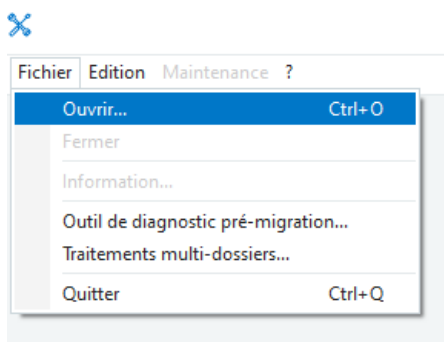 Fichier Edition Maintenance ?
Ouvrir... Ctrl+O
Fermer
Information...
Outil de diagnostic pré-migration...
Traitements multi-dossiers...
Quitter Ctrl+Q